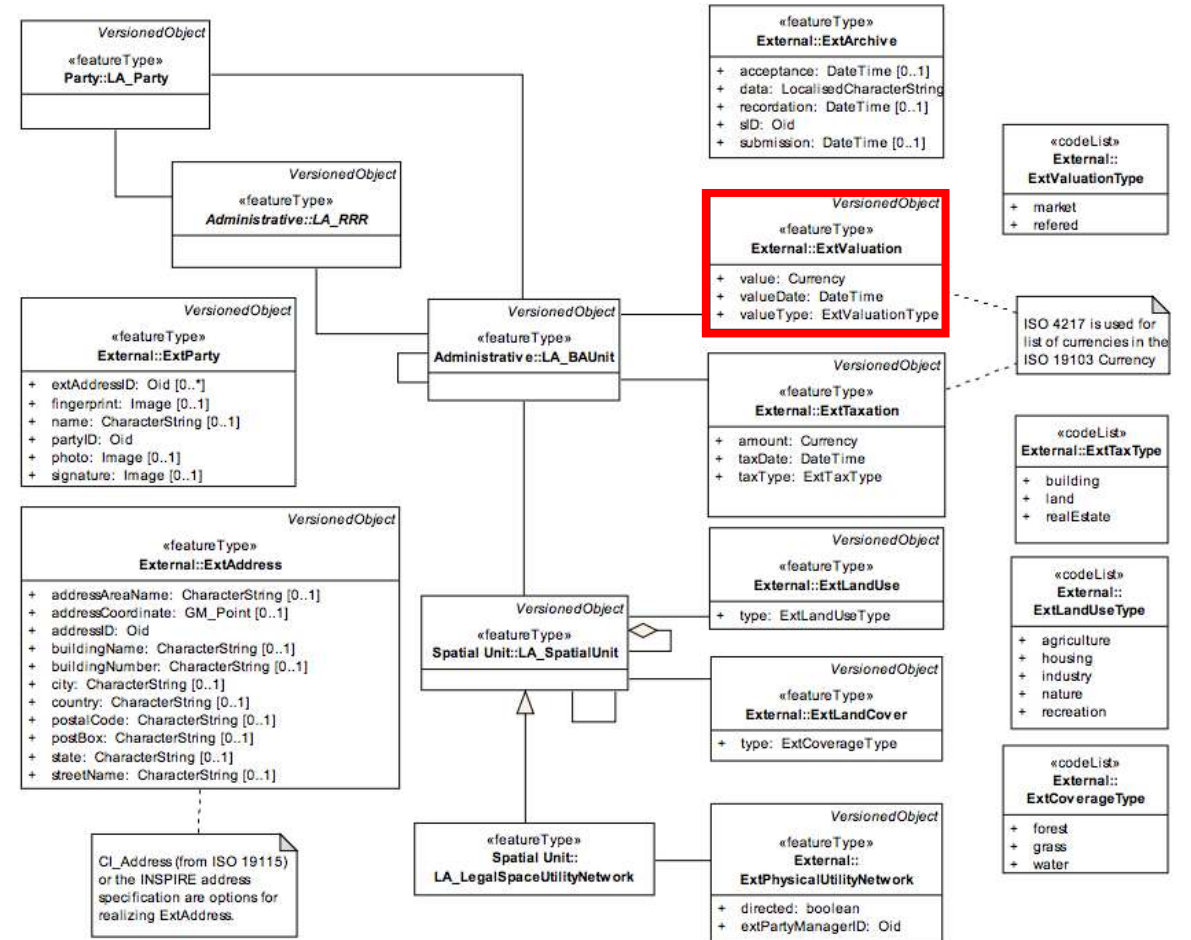 VersionedObject
«featureType»
Party::LA_Party
VersionedObject
«featureType»
Administrative::LA_RRR
VersionedObject
«featureType»
External::ExtParty
+ extAddressID: Oid [0..*]
+ fingerprint: Image [0..1]
+ name: CharacterString [0..1]
+ partyID: Oid
+ photo: Image [0..1]
+ signature: Image [0..1]
VersionedObject
«featureType»
External::ExtAddress
+ addressAreaName: CharacterString [0..1]
+ addressCoordinate: GM_Point [0..1]
+ addressID: Oid
+ buildingName: CharacterString [0..1]
+ buildingNumber: CharacterString [0..1]
+ city: CharacterString [0..1]
+ country: CharacterString [0..1]
+ postalCode: CharacterString [0..1]
+ postBox: CharacterString [0..1]
+ state: CharacterString [0..1]
+ streetName: CharacterString [0..1]
CI_Address (from ISO 19115)
or the INSPIRE address
specification are options for
realizing ExtAddress.
VersionedObject
«featureType»
Administrative::LA_BAUnit
VersionedObject
«featureType»
Spatial Unit::LA_SpatialUnit
«featureType»
Spatial Unit::
LA_LegalSpaceUtilityNetwork
«featureType»
External::ExtArchive
+ acceptance: DateTime [0..1]
+ data: LocalisedCharacterString
+ recordation: DateTime [0..1]
+ sID: Oid
+ submission: DateTime [0..1]
VersionedObject
«featureType»
External::ExtValuation
+ value: Currency
+ valueDate: DateTime
+ valueType: ExtValuationType
VersionedObject
«featureType»
External::ExtTaxation
+ amount: Currency
+ taxDate: DateTime
+ taxType: ExtTaxType
VersionedObject
«featureType»
External::ExtLandUse
+ type: ExtLandUseType
VersionedObject
«featureType»
External::ExtLandCover
+ type: ExtCoverageType
VersionedObject
«featureType»
External::
ExtPhysicalUtilityNetwork
+ directed: boolean
+ extPartyManagerID: Oid
«codeList»
External::
ExtValuationType
+ market
+ refered
ISO 4217 is used for
list of currencies in the
ISO 19103 Currency
«codeList»
External::ExtTaxType
+ building
+ land
+ realEstate
«codeList»
External::
ExtLandUseType
+ agriculture
+ housing
+ industry
+ nature
+ recreation
«codeList»
External::
ExtCoverageType
+ forest
+ grass
+ water